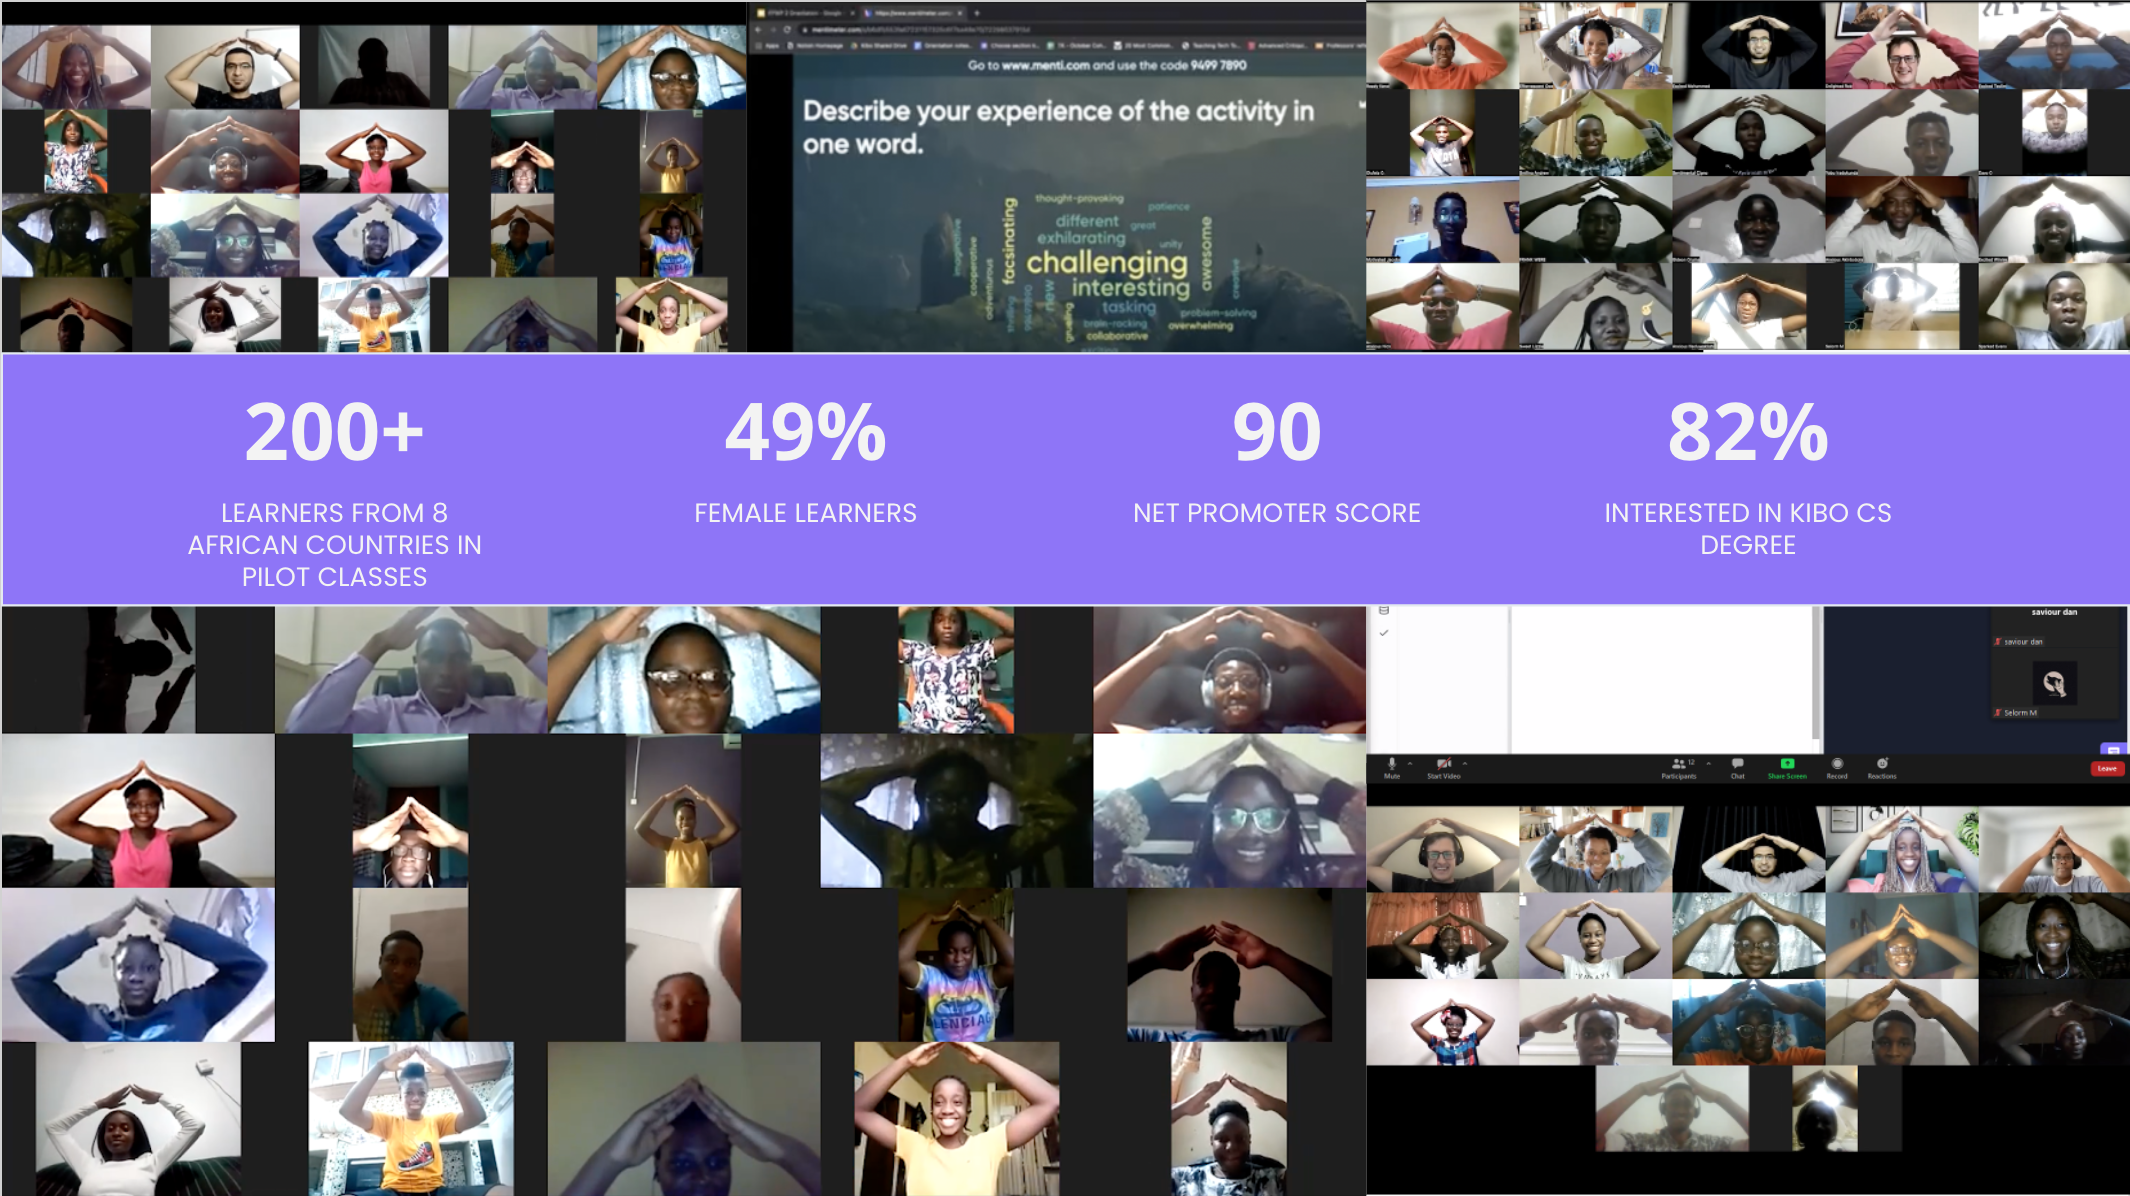 Go to www.menti.com and use the code 9499 7890
Describe your experience of the activity in
one word.
thought-provoking
patience
different
great
exhilarating
unity
fascinating
awesome
imaginative
cooperative
adventurous
challenging
interesting
creative
new
tasking
problem-solving
brain-racking
overwhelming
grueling
collaborative
200+
LEARNERS FROM 8
AFRICAN COUNTRIES IN
PILOT CLASSES
49%
FEMALE LEARNERS
90
NET PROMOTER SCORE
82%
INTERESTED IN KIBO CS
DEGREE
saviour dan
saviour dan
Selorm M
Mute
Start Video
Participants
12
Chat
Share Screen
Record
Reactions
Leave